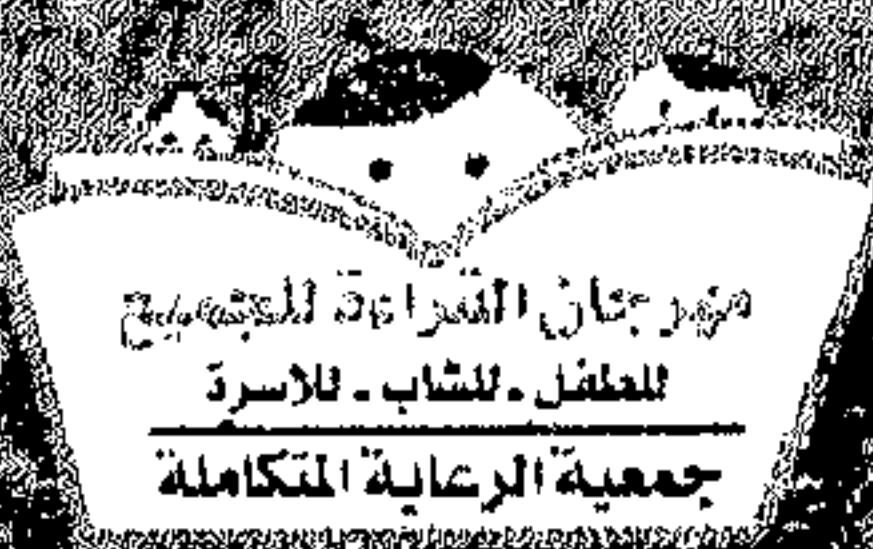 مهرجان القراءة للجميع
للطفل - للشاب - للاسرة
جمعية الرعاية المتكاملة